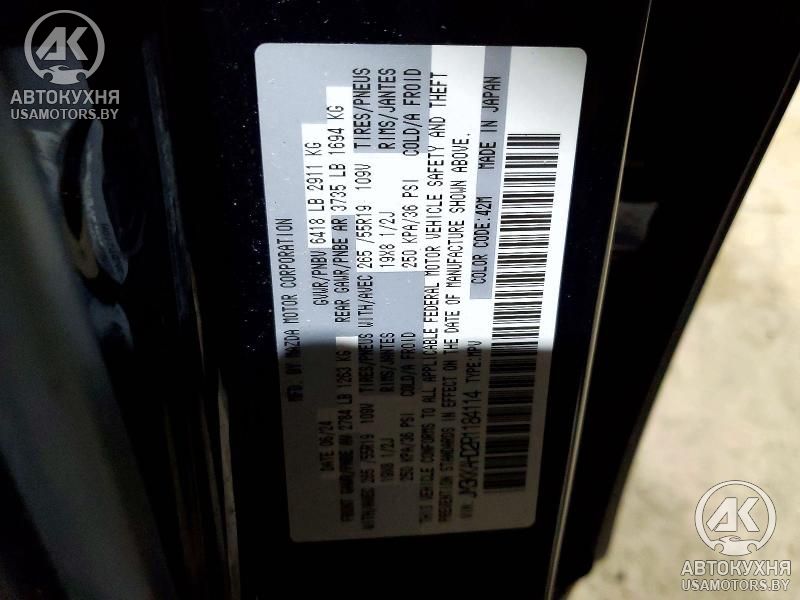 АВТОКУХНЯ
USAMOTORS.BY
MFD. BY MAZDA MOTOR CORPORATION
DATE 06/24 GVWR/PNBV 6418 LB 2911 KG
FRONT GAWR/PNBE AV 2784 LB 1263 KG REAR GAWR/PNBE AR 3735 LB 1694 KG
WITH/AVEC 265 /55R19 109V TIRES/PNEUS WITH/AVEC 265 /55R19 109V TIRES/PNEUS
19X8 1/2J RIMS/JANTES 19X8 1/2J RIMS/JANTES
250 KPA/36 PSI COLD/A FROID 250 KPA/36 PSI COLD/A FROID
THIS VEHICLE CONFORMS TO ALL APPLICABLE FEDERAL MOTOR VEHICLE SAFETY AND THEFT
PREVENTION STANDARDS IN EFFECT ON THE DATE OF MANUFACTURE SHOWN ABOVE.
VIN: JM3KKAHD2R1184114 TYPE:MPV COLOR CODE:42M MADE IN JAPAN
АВТОКУХНЯ
USAMOTORS.BY